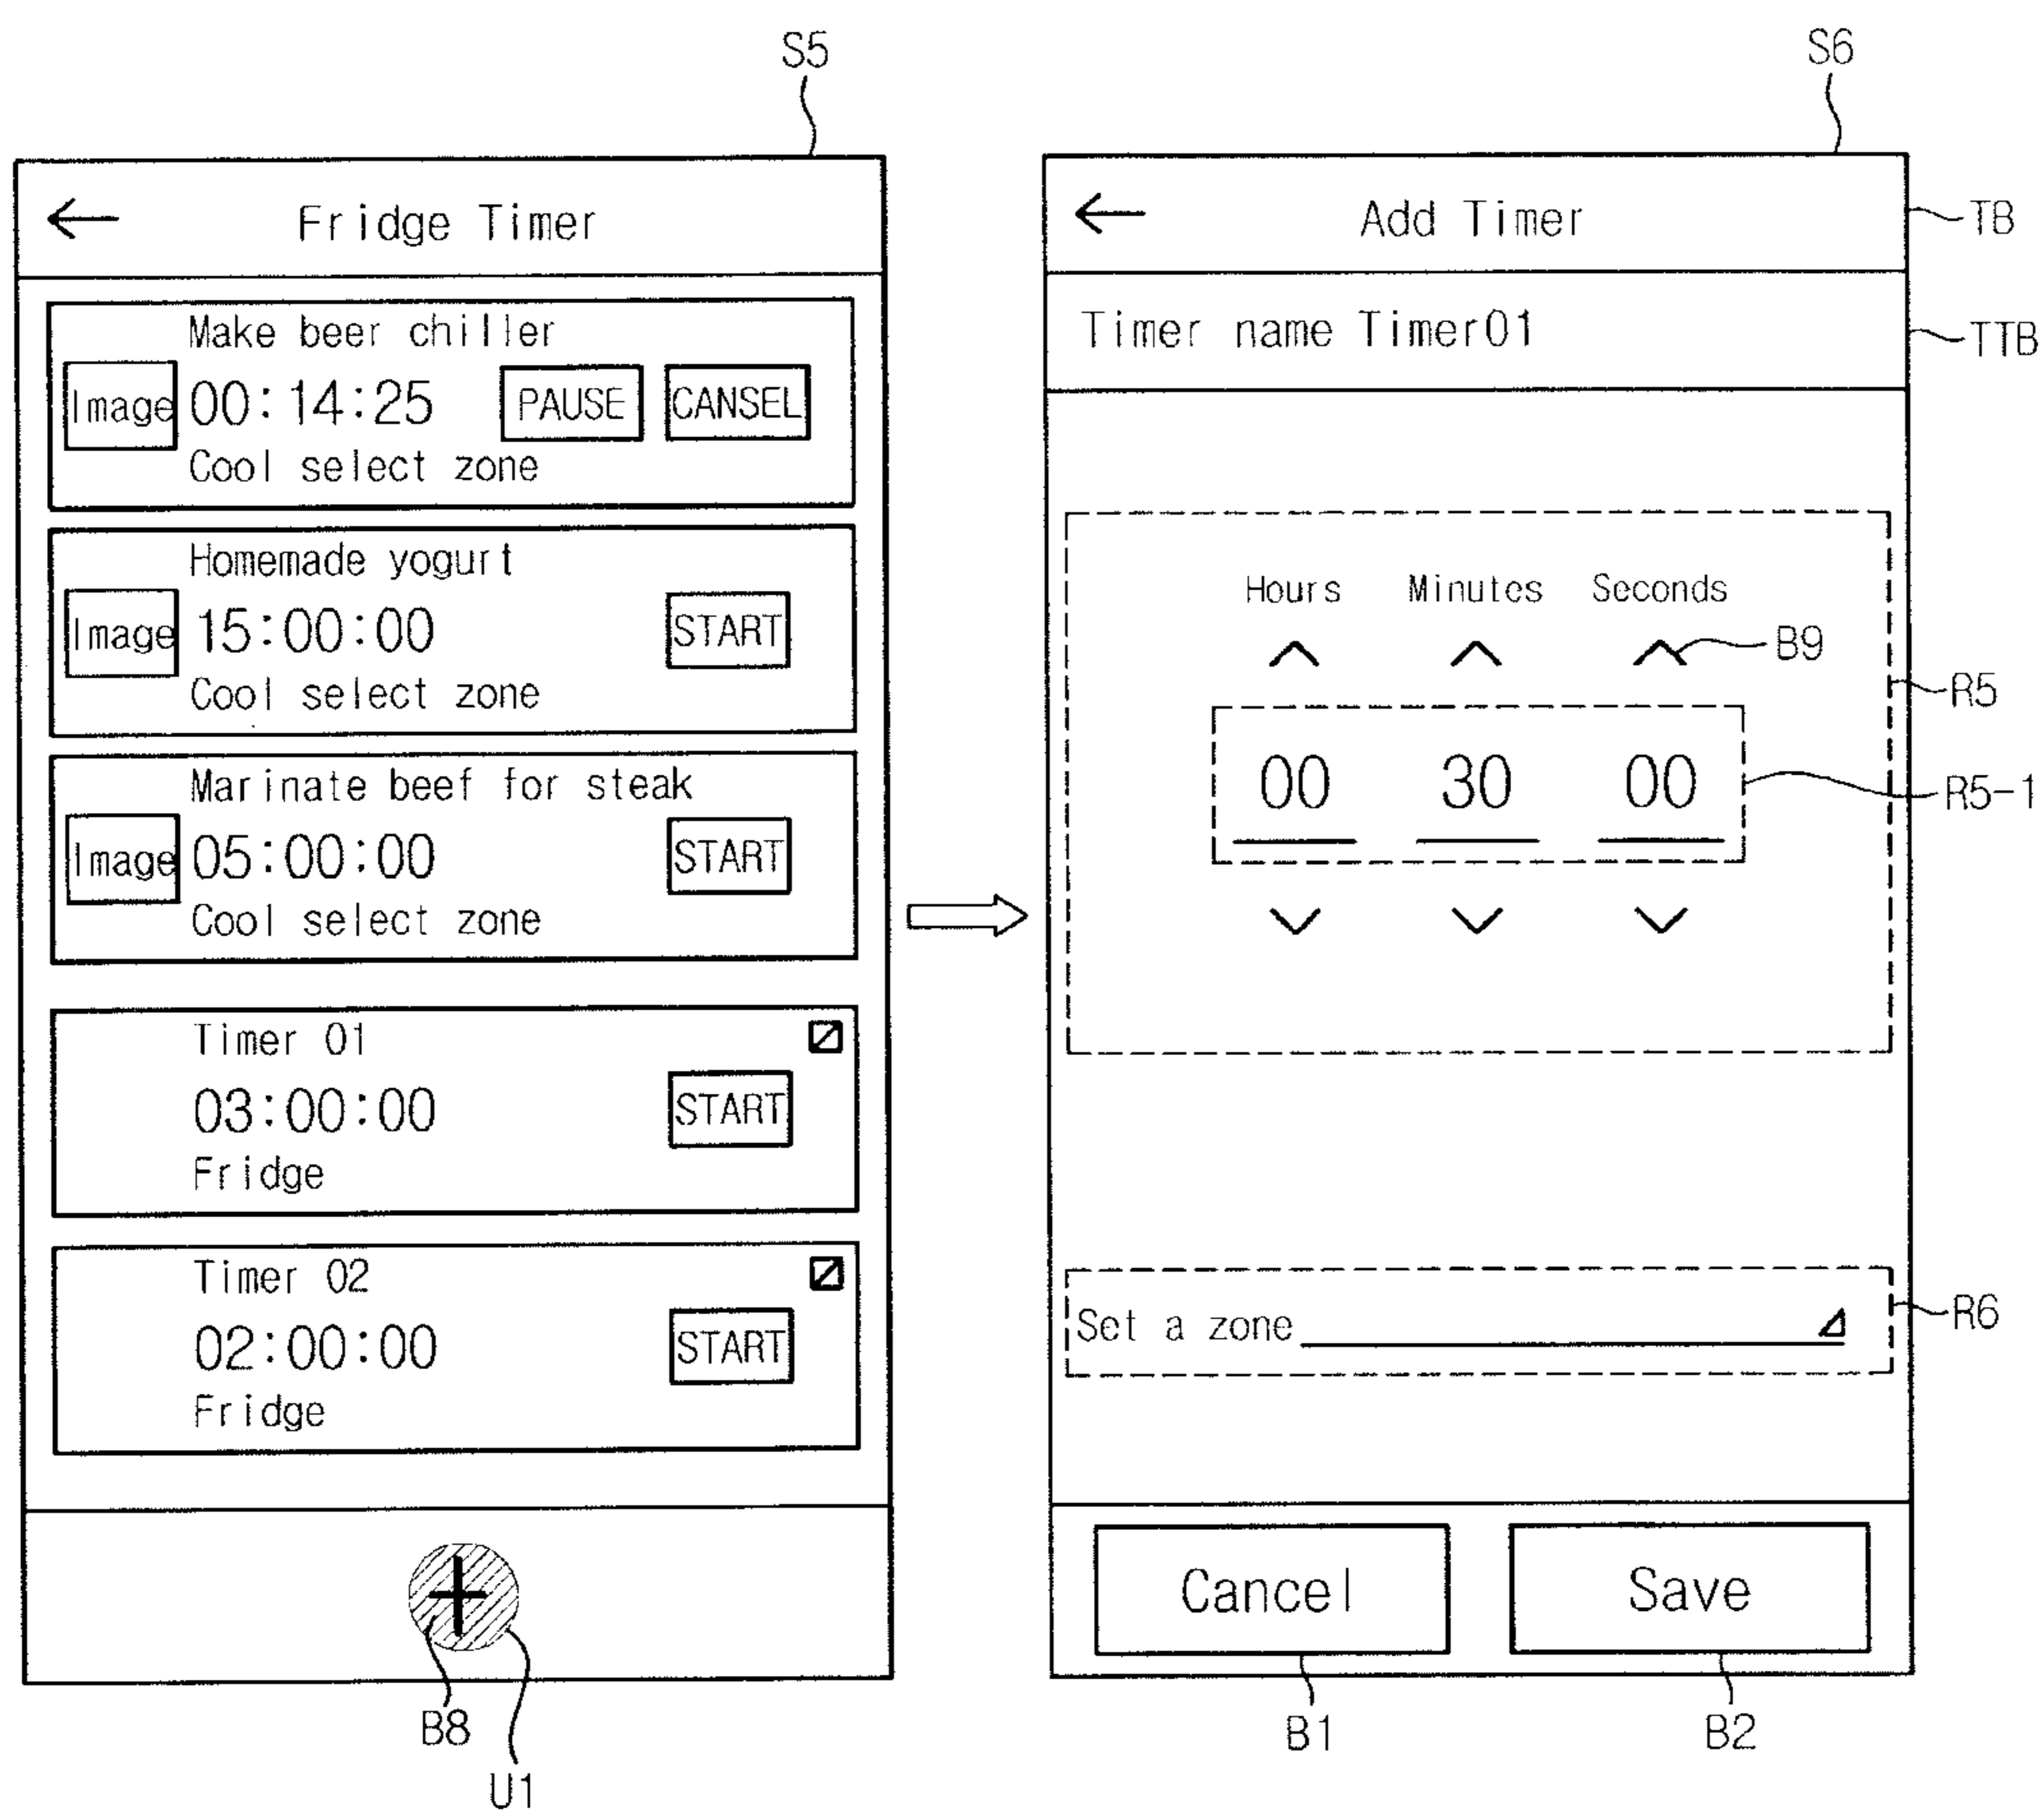 S5
Fridge Timer
Make beer chiller
Image 00:14:25 PAUSE CANSEL
Cool select zone
Homemade yogurt
Image 15:00:00 START
Cool select zone
Marinate beef for steak
Image 05:00:00 START
Cool select zone
Timer 01
03:00:00 START
Fridge
Timer 02
02:00:00 START
Fridge
B8
U1
S6
Add Timer TB
Timer name Timer01 TTB
Hours Minutes Seconds
B9
R5
00 30 00 R5-1
Set a zone R6
Cancel Save
B1 B2